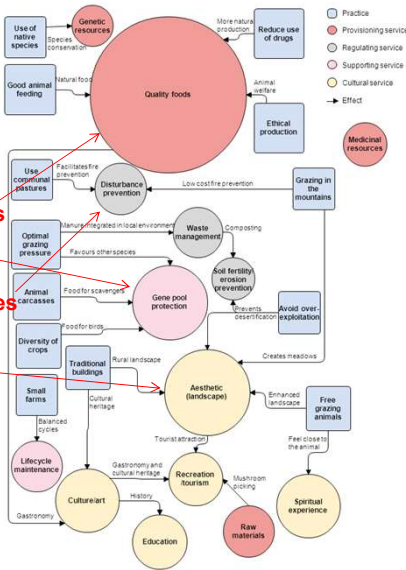 Use of
native
species
Species
conservation
Genetic
resources
More natural
production
Reduce use
of drugs
Practice
Provisioning service
Regulating service
Supporting service
Cultural service
Effect
Good animal
feeding
Natural food
Quality foods
Animal
welfare
Ethical
production
Medicinal
resources
Use
communal
pastures
Facilitates fire
prevention
Disturbance
prevention
Low cost fire prevention
Grazing in
the
mountains
s
Optimal
grazing
pressure
Manure integrated in local environment
Waste
management
Composting
Favours other species
Soil fertility/
erosion
prevention
Animal
carcasses
es
Food for scavengers
Gene pool
protection
Prevents
desertification
Avoid over-
exploitation
Diversity of
crops
Food for birds
Creates meadows
Traditional
buildings
Rural landscape
Aesthetic
(landscape)
Small
farms
Cultural
heritage
Enhanced
landscape
Free
grazing
animals
Balanced
cycles
Tourist attraction
Feel close to
the animal
Lifecycle
maintenance
Gastronomy and
cultural heritage
Recreation
/tourism
Mushroom
picking
Culture/art
History
Spiritual
experience
Gastronomy
Education
Raw
materials